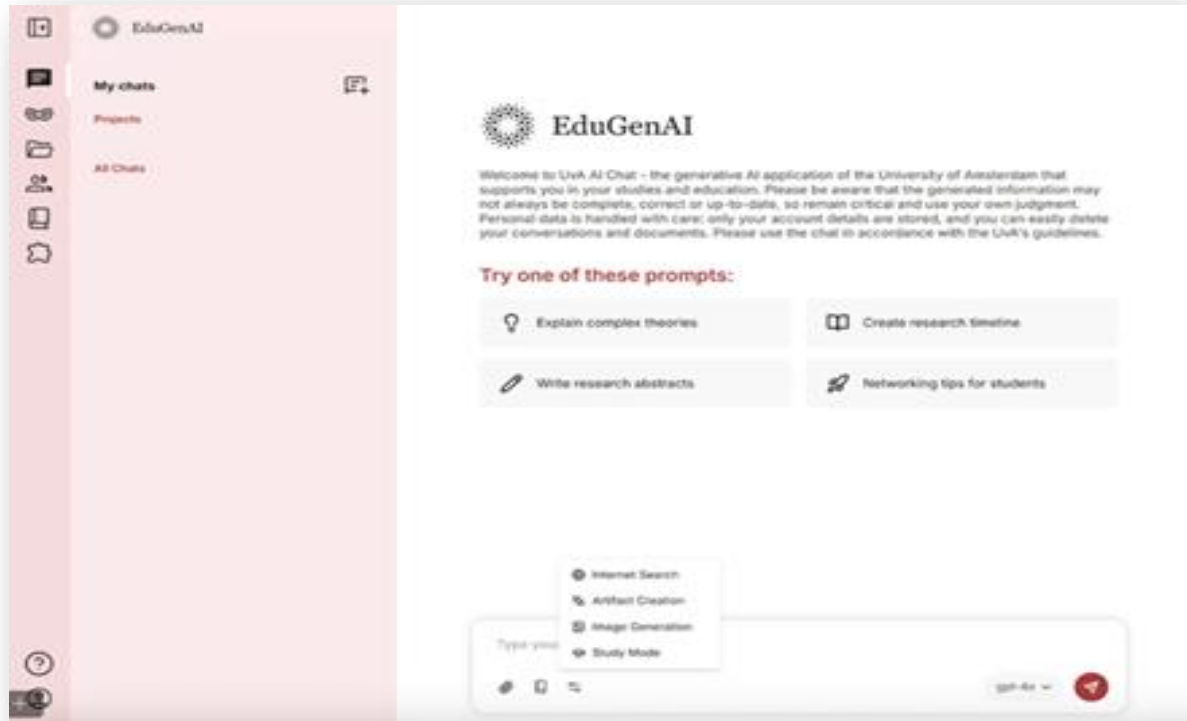 EduGenAI
My chats
Projects
All Chats
EduGenAI
Welcome to UvA AI Chat - the generative AI application of the University of Amsterdam that
supports you in your studies and education. Please be aware that the generated information may
not always be complete, correct or up-to-date, so remain critical and use your own judgment.
Personal data is handled with care: only your account details are stored, and you can easily delete
your conversations and documents. Please use the chat in accordance with the UvA's guidelines.
Try one of these prompts:
Explain complex theories
Create research timeline
Write research abstracts
Networking tips for students
Internet Search
Artifact Creation
Image Generation
Study Mode
Type your